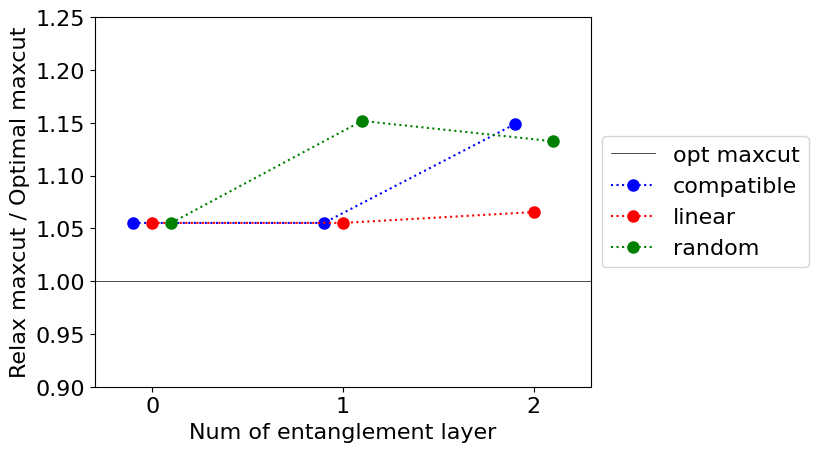 Relax maxcut / Optimal maxcut
1.25
1.20
1.15
1.10
1.05
1.00
0.95
0.90
0
1
2
Num of entanglement layer
opt maxcut
compatible
linear
random